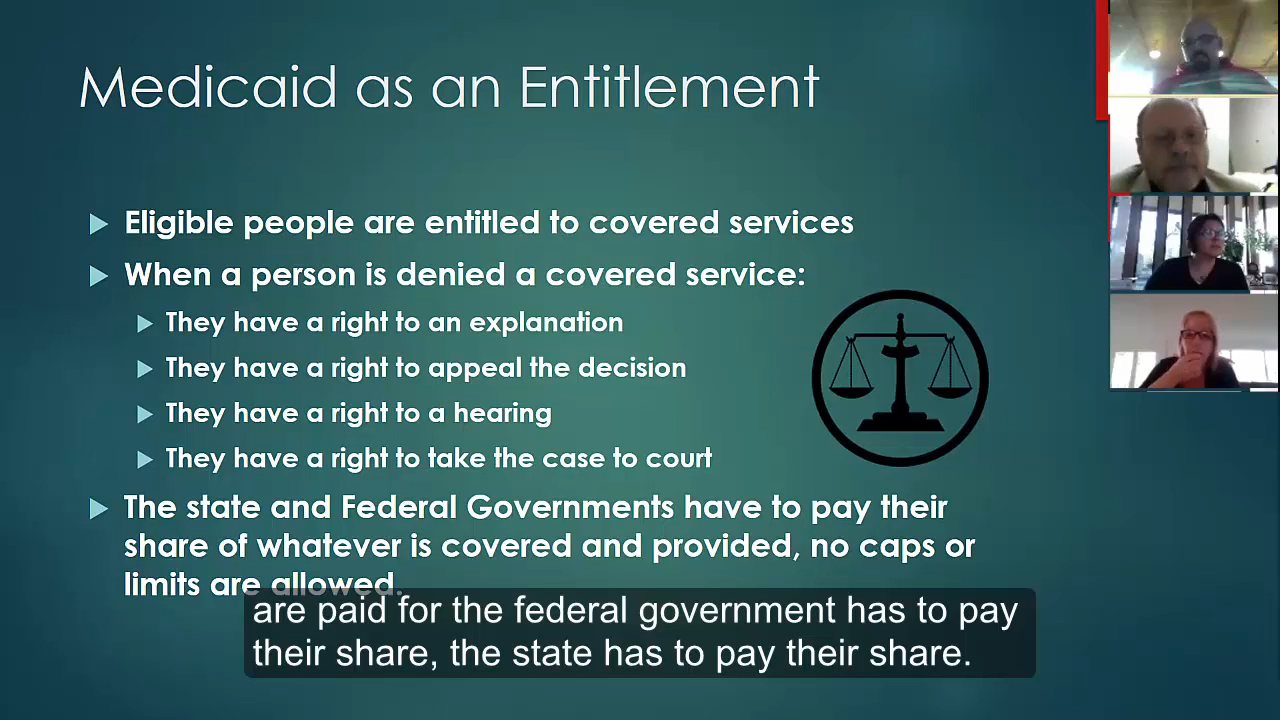 Medicaid as an Entitlement
Eligible people are entitled to covered services
When a person is denied a covered service:
They have a right to an explanation
They have a right to appeal the decision
They have a right to a hearing
They have a right to take the case to court
The state and Federal Governments have to pay their
share of whatever is covered and provided, no caps or
limits are allowed.
are paid for the federal government has to pay
their share, the state has to pay their share.